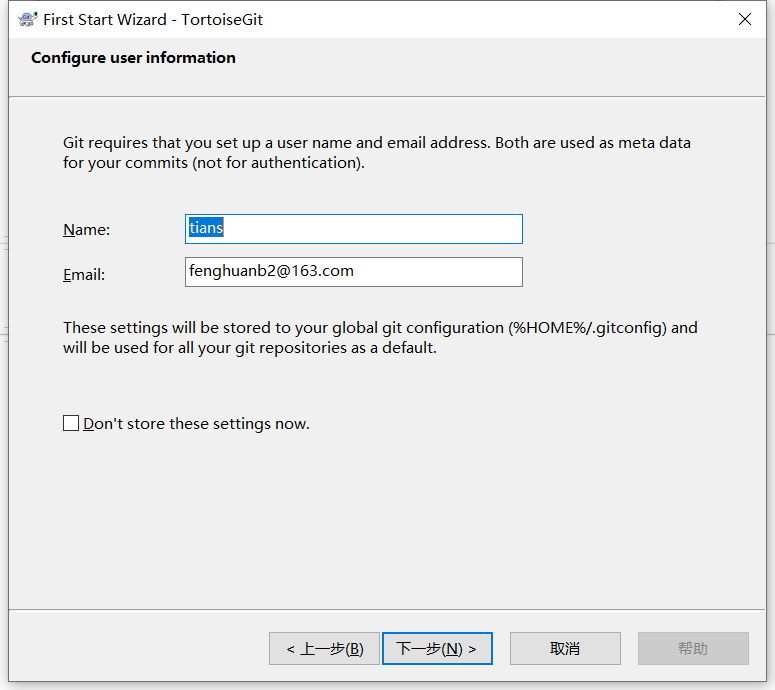 First Start Wizard - TortoiseGit
Configure user information
Git requires that you set up a user name and email address. Both are used as meta data
for your commits (not for authentication).
Name: tians
Email: fenghuanb2@163.com
These settings will be stored to your global git configuration (%HOME%/.gitconfig) and
will be used for all your git repositories as a default.
Don't store these settings now.
< 上一步(B) 下一步(N) > 取消 帮助